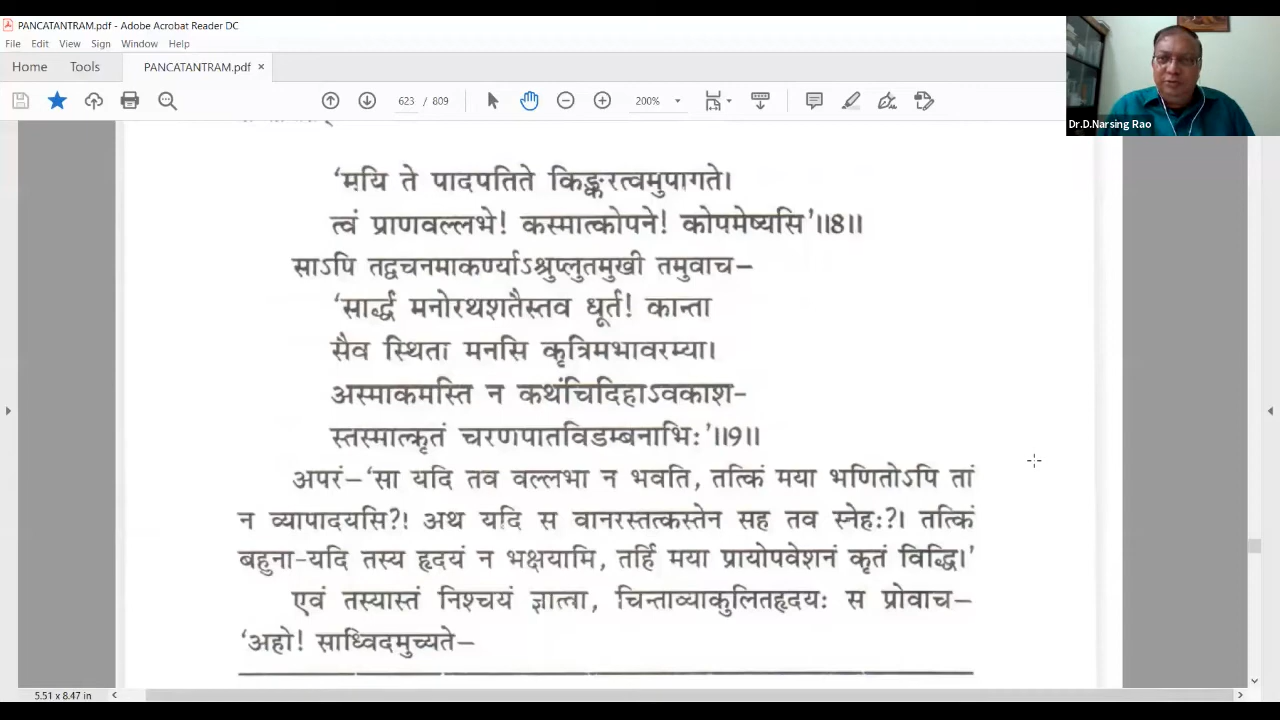 PANCATANTRAM.pdf - Adobe Acrobat Reader DC
File Edit View Sign Window Help
Home Tools PANCATANTRAM.pdf ×
623 / 809 200%
Dr.D.Narsing Rao
‘मयि ते पादपतिते किङ्करत्वमुपागते।
त्वं प्राणवल्लभे! कस्मात्कोपने! कोपमेष्यसि’॥8॥
साऽपि तद्वचनमाकर्ण्याऽश्रुप्लुतमुखी तमुवाच–
‘सार्द्धं मनोरथशतैस्तव धूर्त! कान्ता
सैव स्थिता मनसि कृत्रिमभावरम्या।
अस्माकमस्ति न कथंचिदिहाऽवकाश-
स्तस्मात्कृतं चरणपातविडम्बनाभिः’॥9॥
अपरं–‘सा यदि तव वल्लभा न भवति, तत्किं मया भणितोऽपि तां
न व्यापादयसि?! अथ यदि स वानरस्तत्कस्तेन सह तव स्नेहः?। तत्किं
बहुना-यदि तस्य हृदयं न भक्षयामि, तर्हि मया प्रायोपवेशनं कृतं विद्धि।’
एवं तस्यास्तं निश्चयं ज्ञात्वा, चिन्ताव्याकुलितहृदयः स प्रोवाच–
‘अहो! साध्विदमुच्यते–
5.51 x 8.47 in